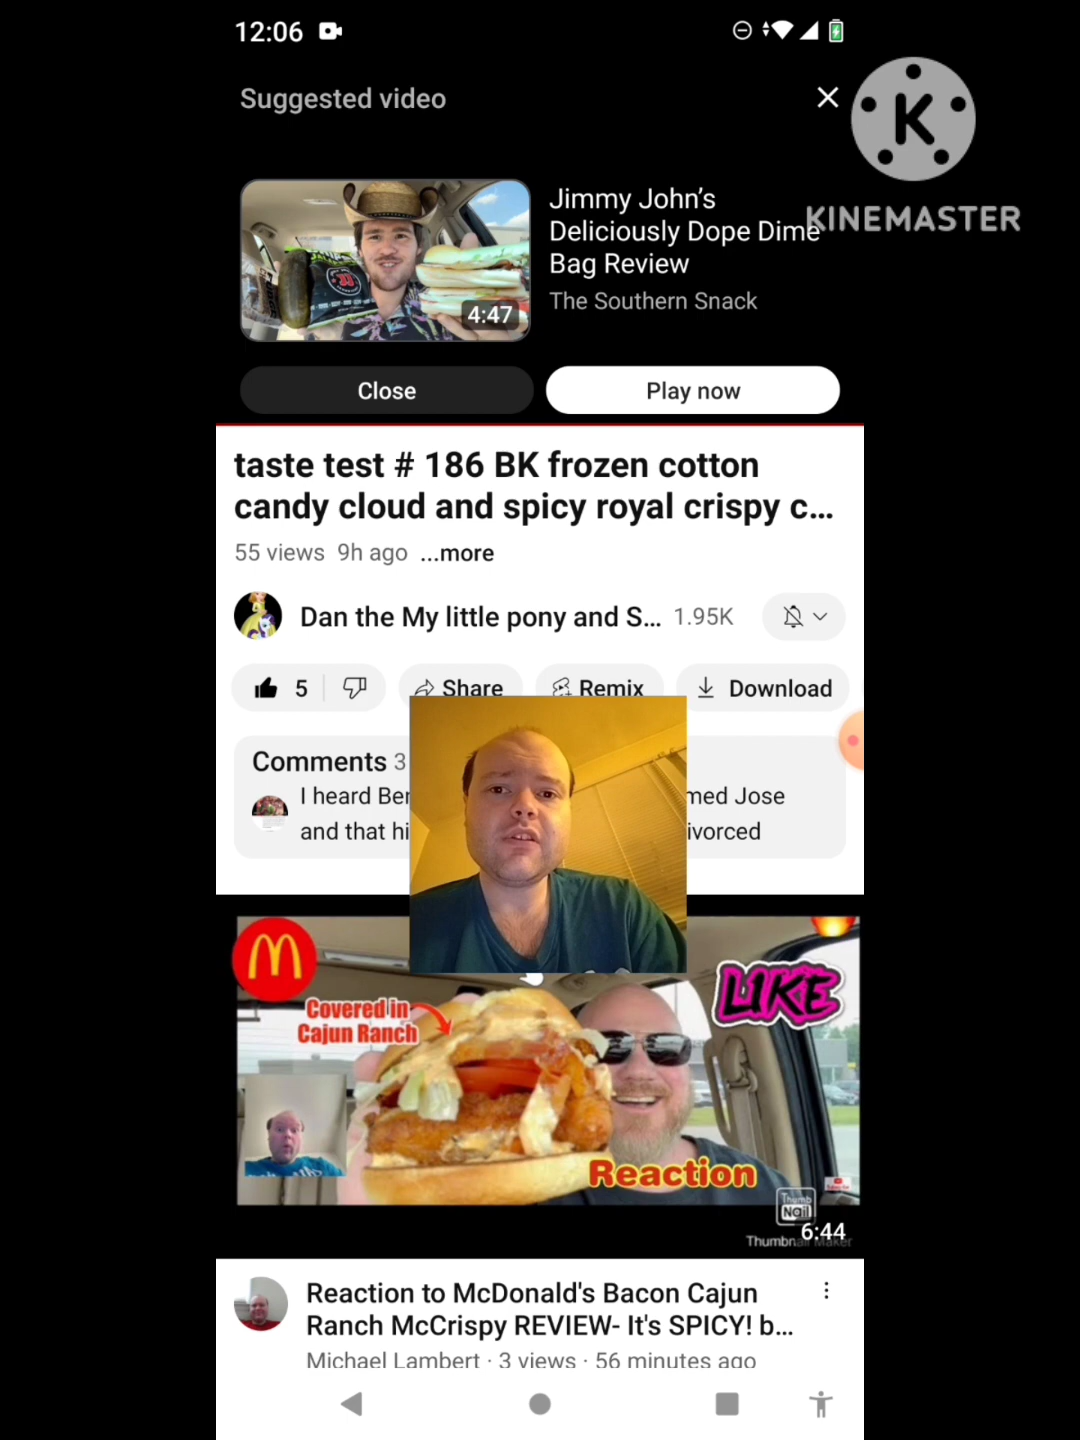 12:06
Suggested video
KINEMASTER
Jimmy John's
Deliciously Dope Dime
Bag Review
The Southern Snack
4:47
Close
Play now
taste test # 186 BK frozen cotton
candy cloud and spicy royal crispy c...
55 views 9h ago ...more
Dan the My little pony and S... 1.95K
5
Share
Remix
Download
Comments 3
I heard Ber
med Jose
and that hi
ivorced
Covered in
Cajun Ranch
LIKE
Reaction
Thumb
Nail
6:44
Reaction to McDonald's Bacon Cajun
Ranch McCrispy REVIEW- It's SPICY! b...
Michael Lambert · 3 views · 56 minutes ago